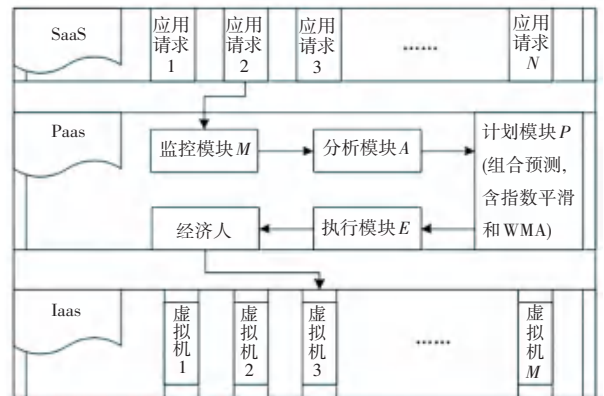 SaaS
应用请求1
应用请求2
应用请求3
......
应用请求N
Paas
监控模块M
分析模块A
计划模块P
(组合预测,
含指数平滑
和WMA)
经济人
执行模块E
Iaas
虚拟机1
虚拟机2
虚拟机3
......
虚拟机M